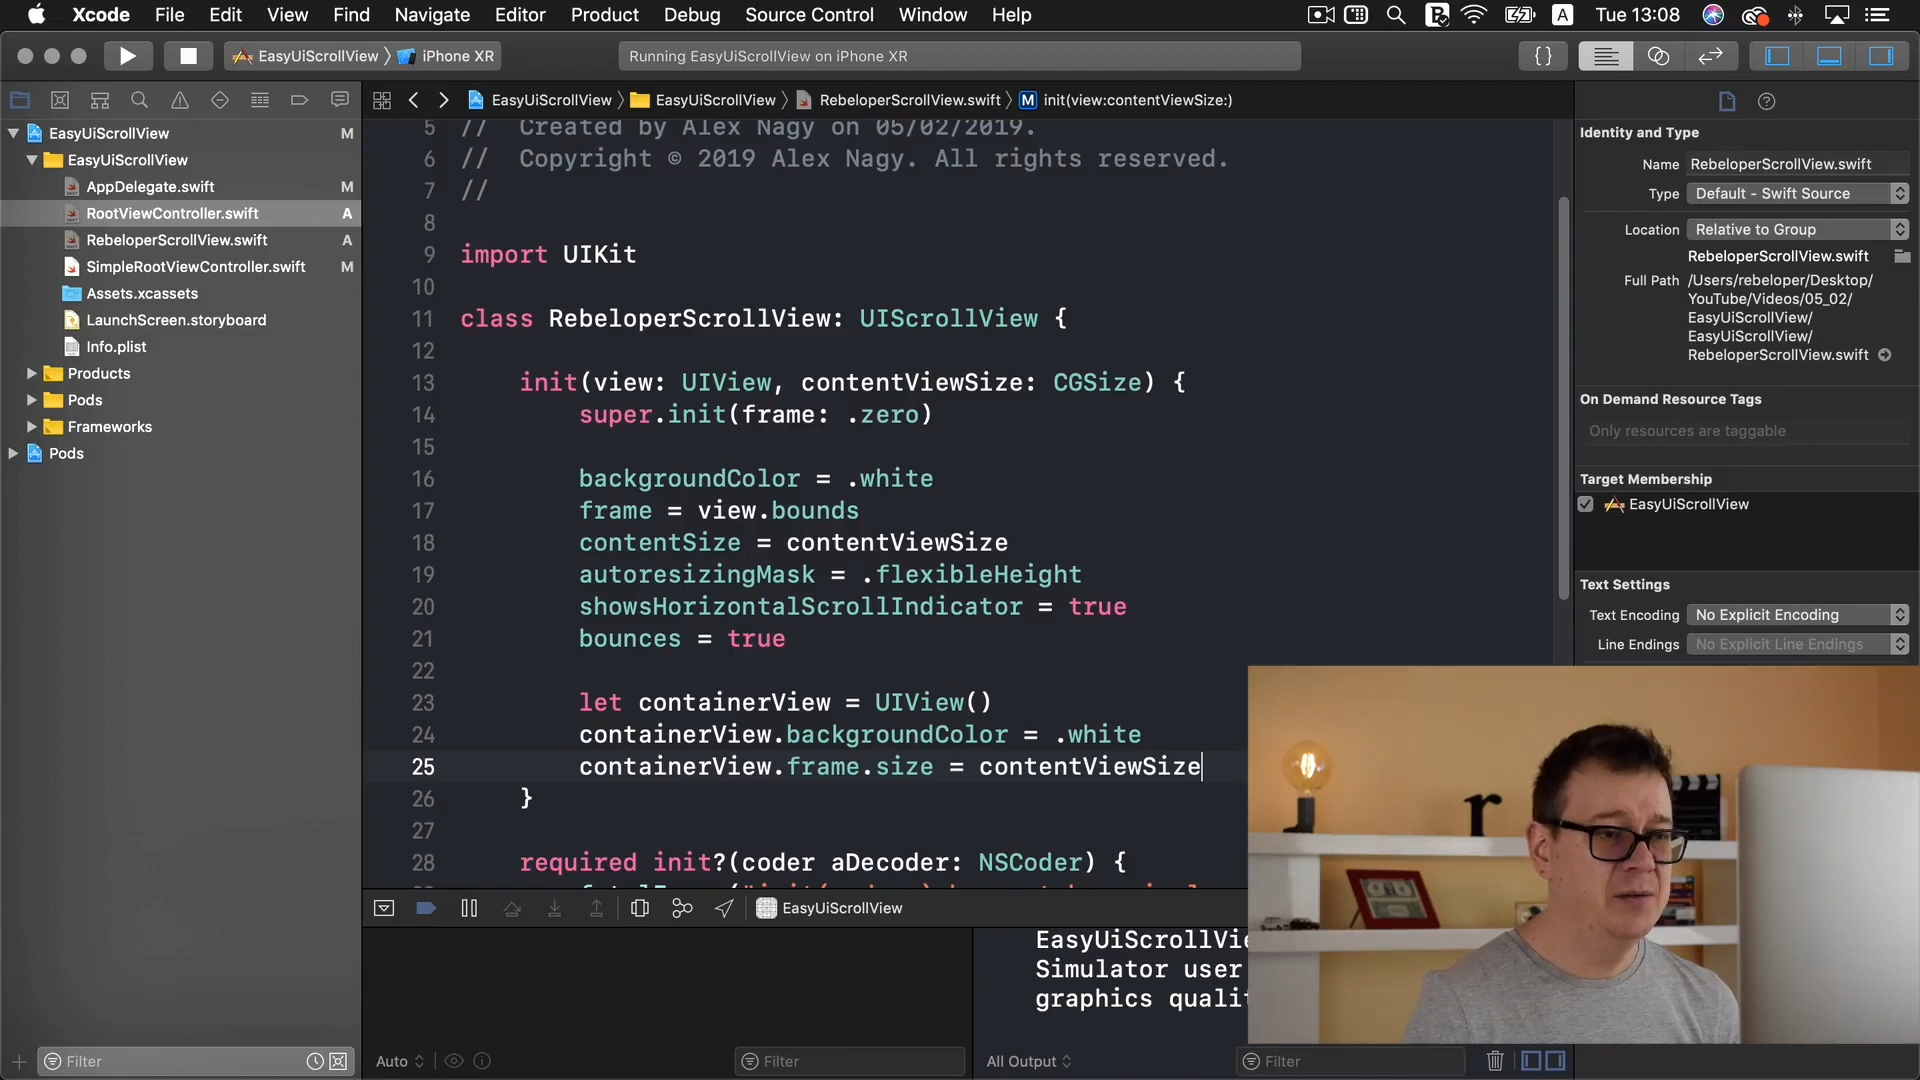 Xcode File Edit View Find Navigate Editor Product Debug Source Control Window Help Tue 13:08
EasyUiScrollView iPhone XR Running EasyUiScrollView on iPhone XR
EasyUiScrollView EasyUiScrollView RebeloperScrollView.swift M init(view:contentViewSize:)
EasyUiScrollView M
EasyUiScrollView
AppDelegate.swift M
RootViewController.swift A
RebeloperScrollView.swift A
SimpleRootViewController.swift M
Assets.xcassets
LaunchScreen.storyboard
Info.plist
Products
Pods
Frameworks
Pods
Filter
5 // Created by Alex Nagy on 05/02/2019.
6 // Copyright © 2019 Alex Nagy. All rights reserved.
7 //
8
9 import UIKit
10
11 class RebeloperScrollView: UIScrollView {
12
13 init(view: UIView, contentViewSize: CGSize) {
14 super.init(frame: .zero)
15
16 backgroundColor = .white
17 frame = view.bounds
18 contentSize = contentViewSize
19 autoresizingMask = .flexibleHeight
20 showsHorizontalScrollIndicator = true
21 bounces = true
22
23 let containerView = UIView()
24 containerView.backgroundColor = .white
25 containerView.frame.size = contentViewSize
26 }
27
28 required init?(coder aDecoder: NSCoder) {
EasyUiScrollView
EasyUiScrollVie
Simulator user
graphics quali
Auto Filter All Output Filter
Identity and Type
Name RebeloperScrollView.swift
Type Default - Swift Source
Location Relative to Group
RebeloperScrollView.swift
Full Path /Users/rebeloper/Desktop/
YouTube/Videos/05_02/
EasyUiScrollView/
EasyUiScrollView/
RebeloperScrollView.swift
On Demand Resource Tags
Only resources are taggable
Target Membership
EasyUiScrollView
Text Settings
Text Encoding No Explicit Encoding
Line Endings No Explicit Line Endings
r